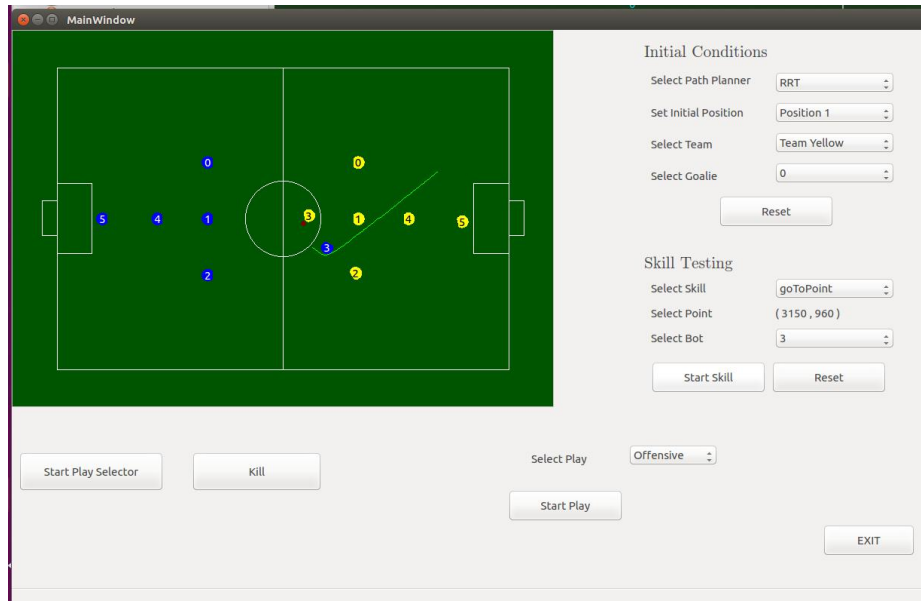 MainWindow
Initial Conditions
Select Path Planner RRT
Set Initial Position Position 1
Select Team Team Yellow
Select Goalie 0
Reset
0 0
5 4 1 3 1 4 5
3
2 2
Skill Testing
Select Skill goToPoint
Select Point ( 3150 , 960 )
Select Bot 3
Start Skill Reset
Start Play Selector Kill Select Play Offensive
Start Play
EXIT